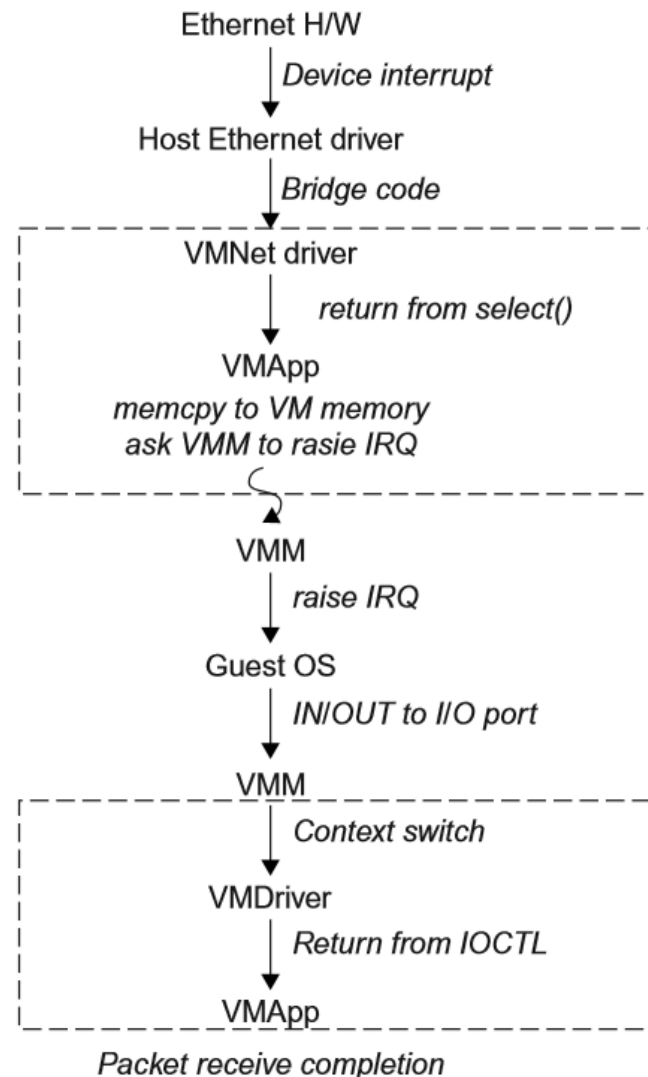 Ethernet H/W
Device interrupt
Host Ethernet driver
Bridge code
VMNet driver
return from select()
VMApp
memcpy to VM memory
ask VMM to rasie IRQ
VMM
raise IRQ
Guest OS
IN/OUT to I/O port
VMM
Context switch
VMDriver
Return from IOCTL
VMApp
Packet receive completion